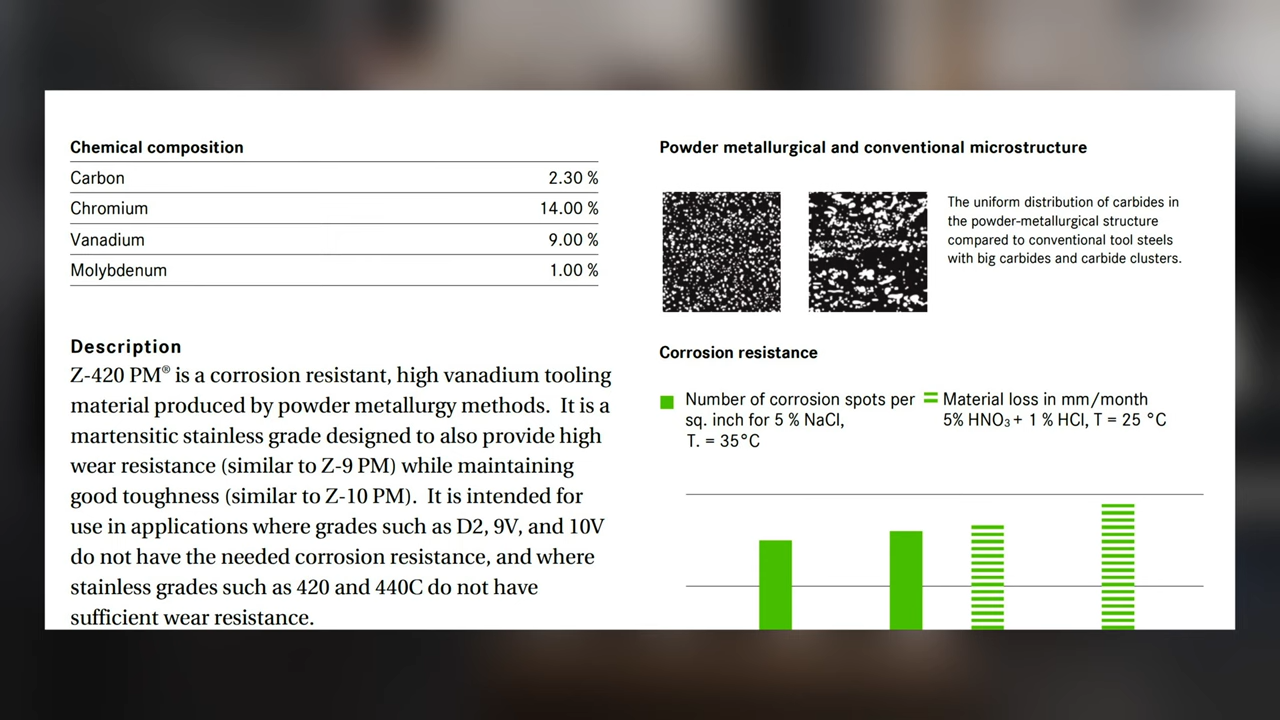 Chemical composition
Carbon 2.30 %
Chromium 14.00 %
Vanadium 9.00 %
Molybdenum 1.00 %
Description
Z-420 PM® is a corrosion resistant, high vanadium tooling
material produced by powder metallurgy methods. It is a
martensitic stainless grade designed to also provide high
wear resistance (similar to Z-9 PM) while maintaining
good toughness (similar to Z-10 PM). It is intended for
use in applications where grades such as D2, 9V, and 10V
do not have the needed corrosion resistance, and where
stainless grades such as 420 and 440C do not have
sufficient wear resistance.
Powder metallurgical and conventional microstructure
The uniform distribution of carbides in
the powder-metallurgical structure
compared to conventional tool steels
with big carbides and carbide clusters.
Corrosion resistance
Number of corrosion spots per
sq. inch for 5 % NaCl,
T. = 35°C
Material loss in mm/month
5% HNO₃ + 1 % HCl, T = 25 °C